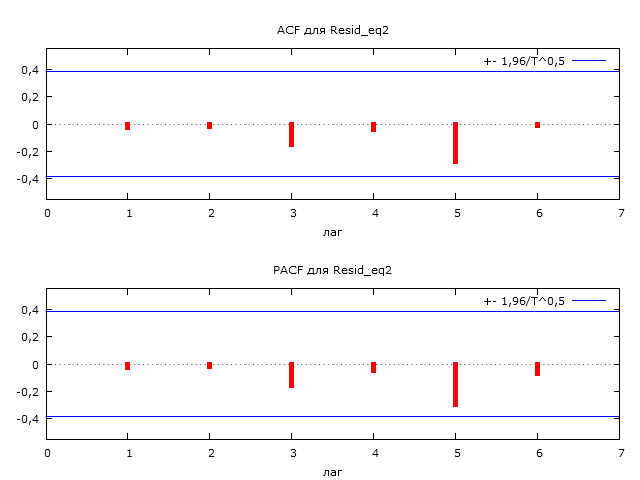 ACF для Resid_eq2
+- 1,96/T^0,5
0,4
0,2
0
-0,2
-0,4
0 1 2 3 4 5 6 7
лаг
PACF для Resid_eq2
+- 1,96/T^0,5
0,4
0,2
0
-0,2
-0,4
0 1 2 3 4 5 6 7
лаг